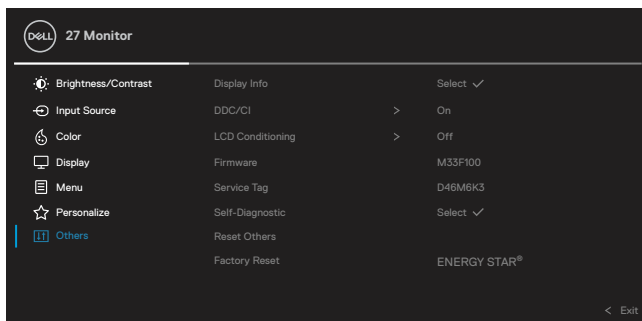 DELL 27 Monitor
Brightness/Contrast Display Info Select ✓
Input Source DDC/CI > On
Color LCD Conditioning > Off
Display Firmware M33F100
Menu Service Tag D46M6K3
Personalize Self-Diagnostic Select ✓
Others Reset Others
Factory Reset ENERGY STAR®
< Exit